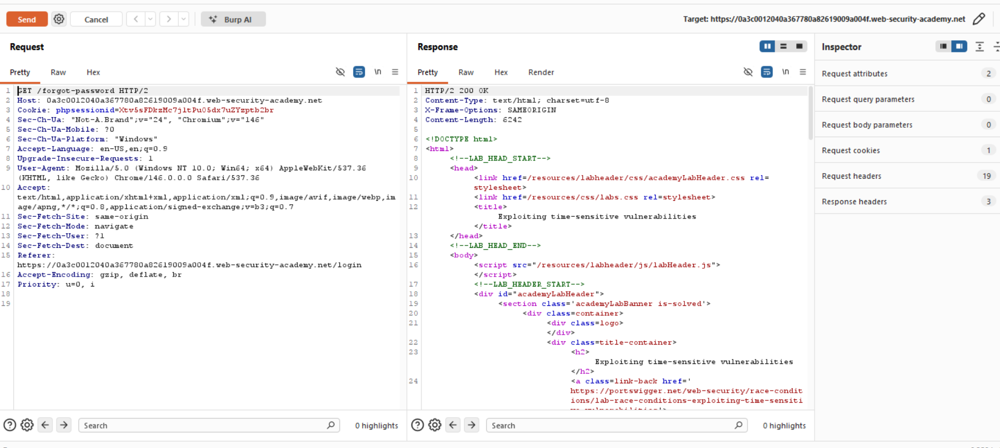 Send
Cancel
Burp AI
Target: https://0a3c0012040a367780a82619009a004f.web-security-academy.net
Request
Pretty
Raw
Hex
\n
1 GET /forgot-password HTTP/2
2 Host: 0a3c0012040a367780a82619009a004f.web-security-academy.net
3 Cookie: phpsessionid=Xtv5sFDkzMc7jltPu05dx7uZYzptb2br
4 Sec-Ch-Ua: "Not-A.Brand";v="24", "Chromium";v="146"
5 Sec-Ch-Ua-Mobile: ?0
6 Sec-Ch-Ua-Platform: "Windows"
7 Accept-Language: en-US,en;q=0.9
8 Upgrade-Insecure-Requests: 1
9 User-Agent: Mozilla/5.0 (Windows NT 10.0; Win64; x64) AppleWebKit/537.36
(KHTML, like Gecko) Chrome/146.0.0.0 Safari/537.36
10 Accept:
text/html,application/xhtml+xml,application/xml;q=0.9,image/avif,image/webp,im
age/apng,*/*;q=0.8,application/signed-exchange;v=b3;q=0.7
11 Sec-Fetch-Site: same-origin
12 Sec-Fetch-Mode: navigate
13 Sec-Fetch-User: ?1
14 Sec-Fetch-Dest: document
15 Referer:
https://0a3c0012040a367780a82619009a004f.web-security-academy.net/login
16 Accept-Encoding: gzip, deflate, br
17 Priority: u=0, i
18
19
Search
0 highlights
Response
Pretty
Raw
Hex
Render
\n
1 HTTP/2 200 OK
2 Content-Type: text/html; charset=utf-8
3 X-Frame-Options: SAMEORIGIN
4 Content-Length: 6242
5
6 <!DOCTYPE html>
7 <html>
8 <!--LAB_HEAD_START-->
9 <head>
10 <link href=/resources/labheader/css/academyLabHeader.css rel=
stylesheet>
11 <link href=/resources/css/labs.css rel=stylesheet>
12 <title>
Exploiting time-sensitive vulnerabilities
</title>
13 </head>
14 <!--LAB_HEAD_END-->
15 <body>
16 <script src="/resources/labheader/js/labHeader.js">
</script>
17 <!--LAB_HEADER_START-->
18 <div id="academyLabHeader">
19 <section class='academyLabBanner is-solved'>
20 <div class=container>
21 <div class=logo>
</div>
22 <div class=title-container>
23 <h2>
Exploiting time-sensitive vulnerabilities
</h2>
24 <a class=link-back href='
https://portswigger.net/web-security/race-condit
ions/lab-race-conditions-exploiting-time-sensiti
Search
0 highlights
Inspector
Request attributes 2
Request query parameters 0
Request body parameters 0
Request cookies 1
Request headers 19
Response headers 3